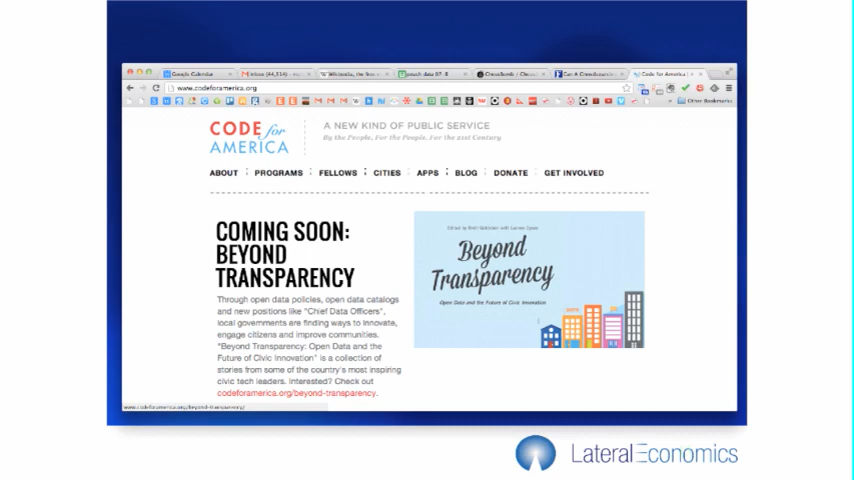 Google Calendar
www.codeforamerica.org
Other Bookmarks
CODE for
AMERICA
A NEW KIND OF PUBLIC SERVICE
By the People, For the People, For the 21st Century
ABOUT PROGRAMS FELLOWS CITIES APPS BLOG DONATE GET INVOLVED
COMING SOON:
BEYOND
TRANSPARENCY
Through open data policies, open data catalogs
and new positions like "Chief Data Officers",
local governments are finding ways to innovate,
engage citizens and improve communities.
"Beyond Transparency: Open Data and the
Future of Civic Innovation" is a collection of
stories from some of the country's most inspiring
civic tech leaders. Interested? Check out
codeforamerica.org/beyond-transparency.
Beyond
Transparency
Open Data and the Future of Civic Innovation
www.codeforamerica.org/beyond-transparency/
LateralEconomics